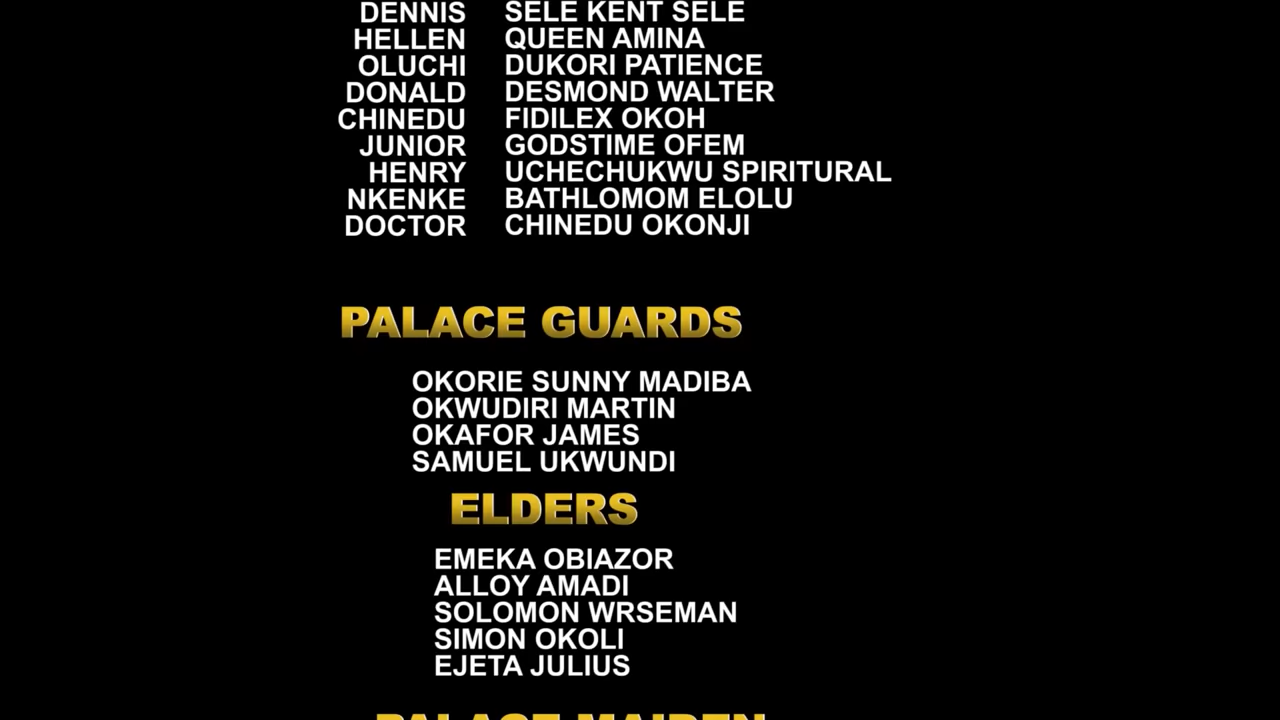 DENNIS SELE KENT SELE
HELLEN QUEEN AMINA
OLUCHI DUKORI PATIENCE
DONALD DESMOND WALTER
CHINEDU FIDILEX OKOH
JUNIOR GODSTIME OFEM
HENRY UCHECHUKWU SPIRITURAL
NKENKE BATHLOMOM ELOLU
DOCTOR CHINEDU OKONJI
PALACE GUARDS
OKORIE SUNNY MADIBA
OKWUDIRI MARTIN
OKAFOR JAMES
SAMUEL UKWUNDI
ELDERS
EMEKA OBIAZOR
ALLOY AMADI
SOLOMON WRSEMAN
SIMON OKOLI
EJETA JULIUS
PALACE MAIDEN